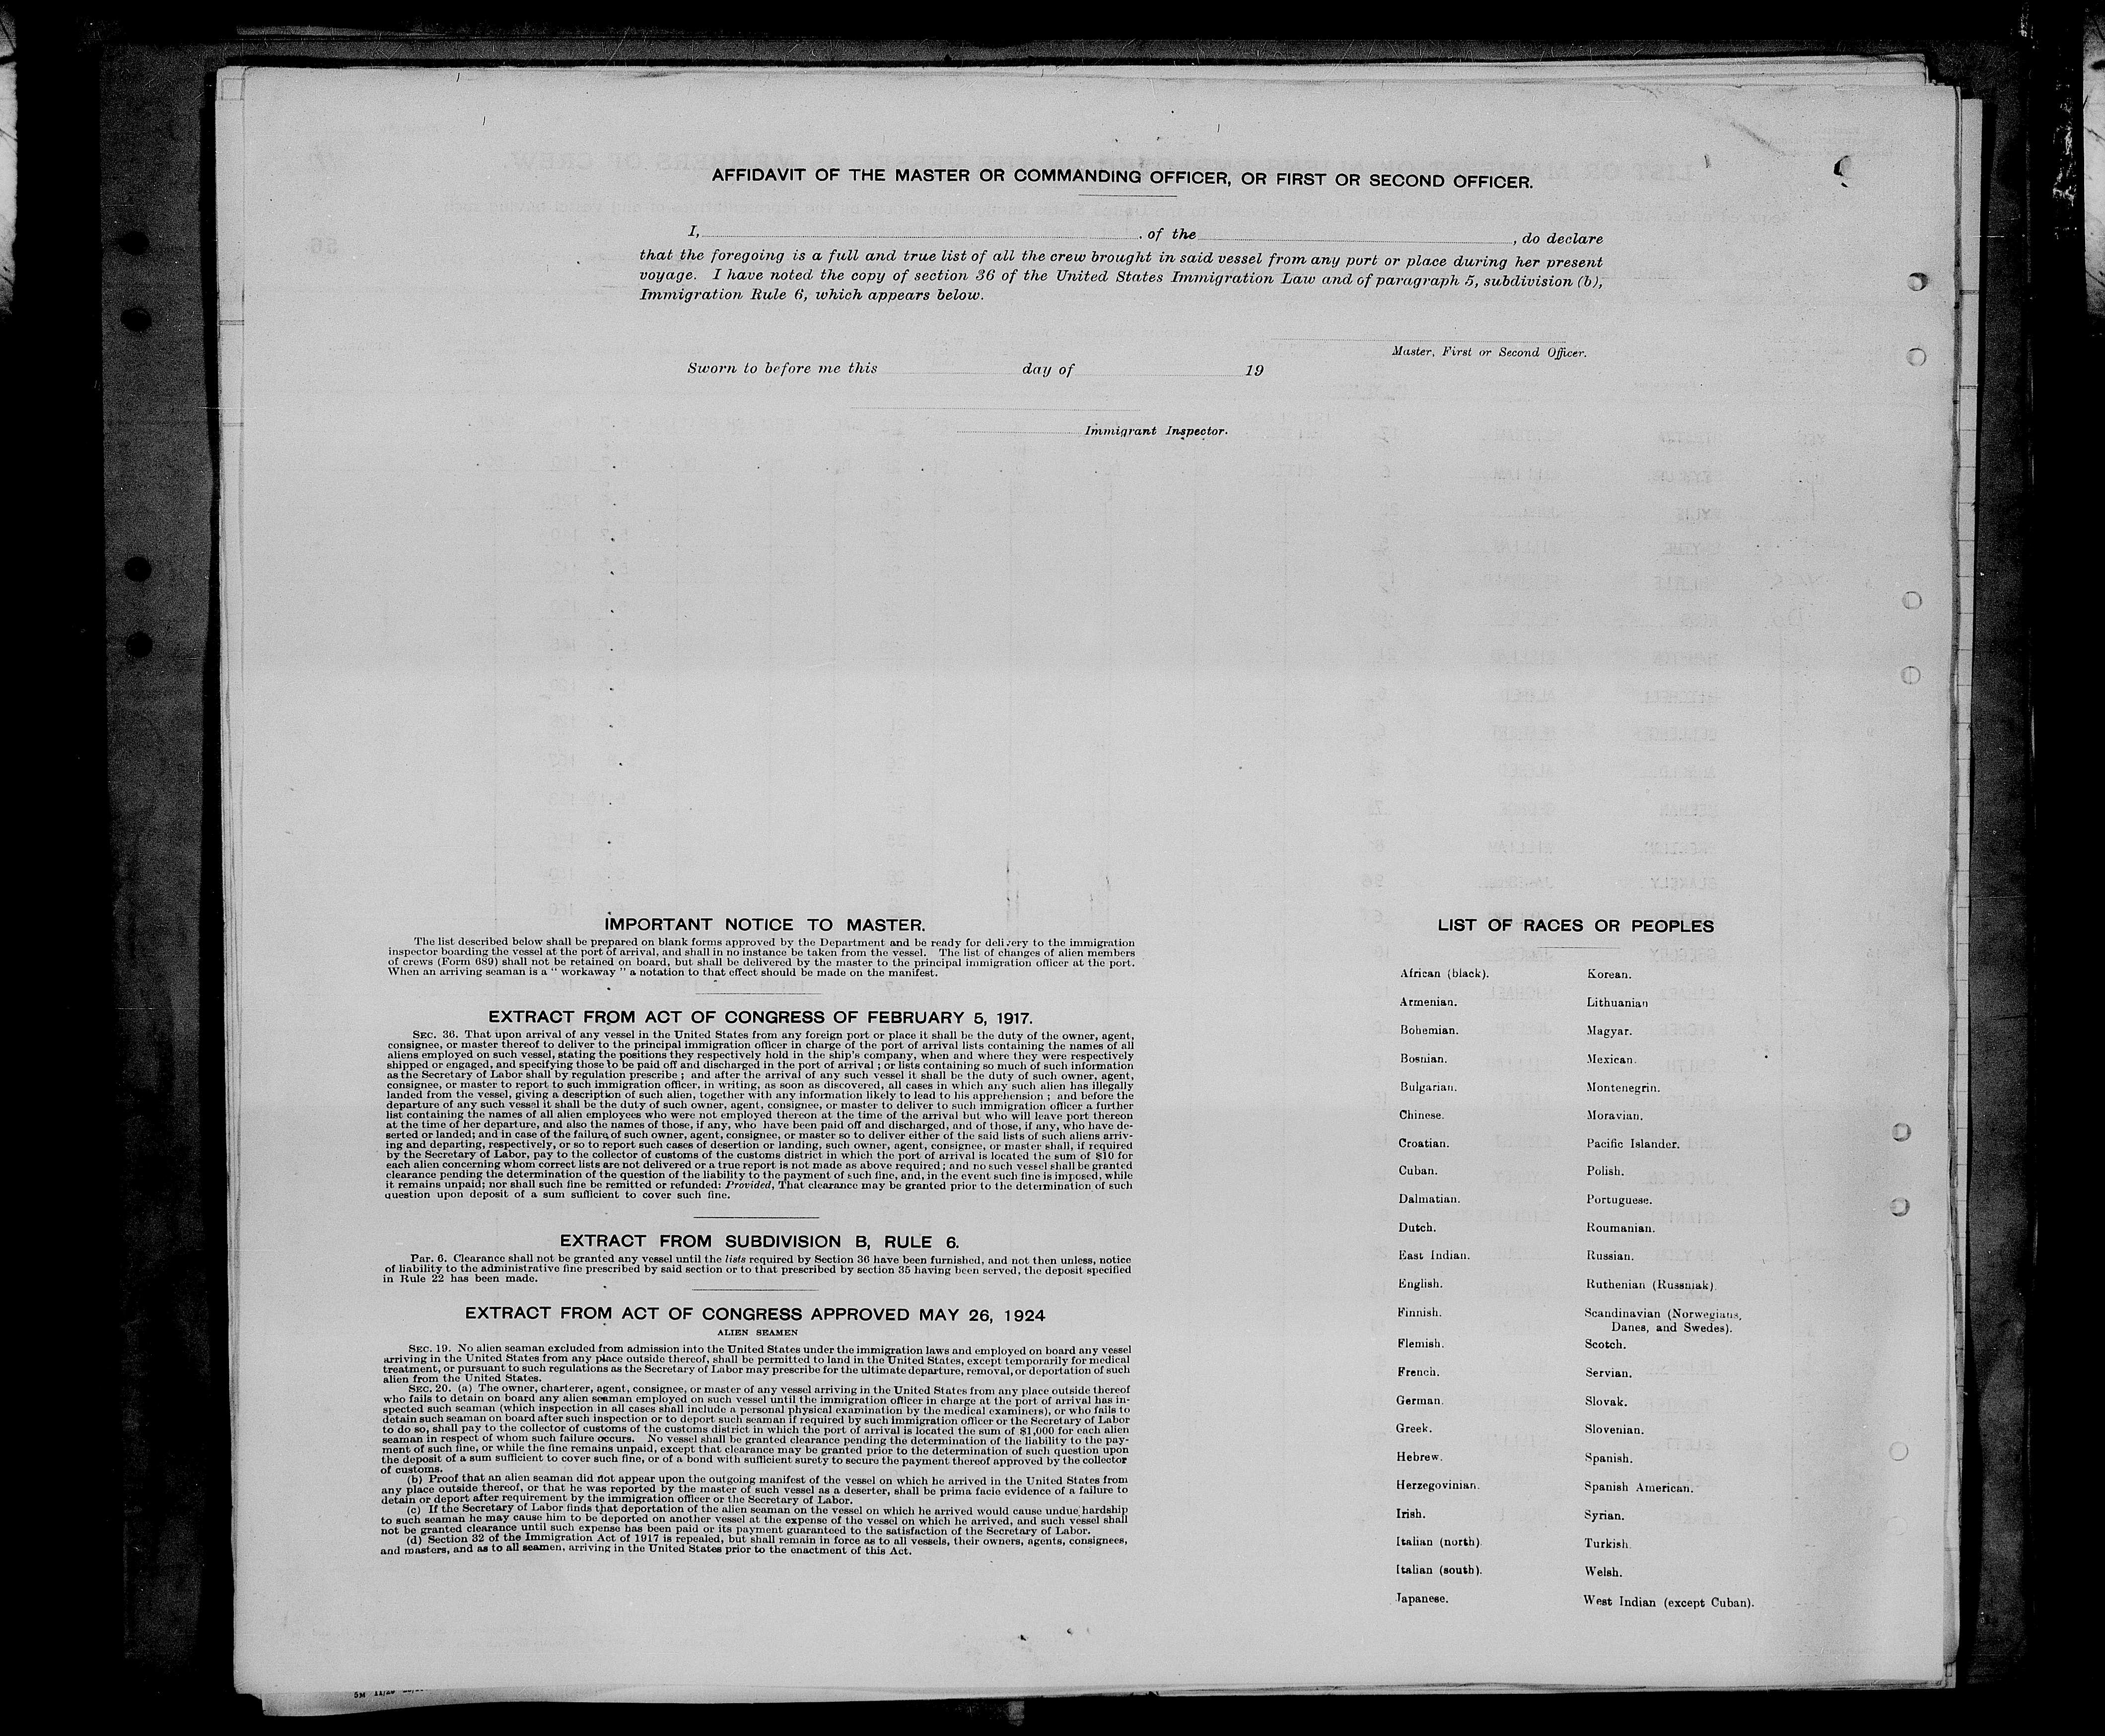 AFFIDAVIT OF THE MASTER OR COMMANDING OFFICER, OR FIRST OR SECOND OFFICER.
I, , of the , do declare
that the foregoing is a full and true list of all the crew brought in said vessel from any port or place during her present
voyage. I have noted the copy of section 36 of the United States Immigration Law and of paragraph 5, subdivision (b),
Immigration Rule 6, which appears below.
Master, First or Second Officer.
Sworn to before me this day of 19
Immigrant Inspector.
IMPORTANT NOTICE TO MASTER.
The list described below shall be prepared on blank forms approved by the Department and be ready for delivery to the immigration
inspector boarding the vessel at the port of arrival, and shall in no instance be taken from the vessel. The list of changes of alien members
of crews (Form 689) shall not be retained on board, but shall be delivered by the master to the principal immigration officer at the port.
When an arriving seaman is a " workaway " a notation to that effect should be made on the manifest.
EXTRACT FROM ACT OF CONGRESS OF FEBRUARY 5, 1917.
SEC. 36. That upon arrival of any vessel in the United States from any foreign port or place it shall be the duty of the owner, agent,
consignee, or master thereof to deliver to the principal immigration officer in charge of the port of arrival lists containing the names of all
aliens employed on such vessel, stating the positions they respectively hold in the ship's company, when and where they were respectively
shipped or engaged, and specifying those to be paid off and discharged in the port of arrival ; or lists containing so much of such information
as the Secretary of Labor shall by regulation prescribe ; and after the arrival of any such vessel it shall be the duty of such owner, agent,
consignee, or master to report to such immigration officer, in writing, as soon as discovered, all cases in which any such alien has illegally
landed from the vessel, giving a description of such alien, together with any information likely to lead to his apprehension ; and before the
departure of any such vessel it shall be the duty of such owner, agent, consignee, or master to deliver to such immigration officer a further
list containing the names of all alien employees who were not employed thereon at the time of the arrival but who will leave port thereon
at the time of her departure, and also the names of those, if any, who have been paid off and discharged, and of those, if any, who have de-
serted or landed; and in case of the failure of such owner, agent, consignee, or master so to deliver either of the said lists of such aliens arriv-
ing and departing, respectively, or so to report such cases of desertion or landing, such owner, agent, consignee, or master shall, if required
by the Secretary of Labor, pay to the collector of customs of the customs district in which the port of arrival is located the sum of $10 for
each alien concerning whom correct lists are not delivered or a true report is not made as above required ; and no such vessel shall be granted
clearance pending the determination of the question of the liability to the payment of such fine, and, in the event such fine is imposed, while
it remains unpaid; nor shall such fine be remitted or refunded: Provided, That clearance may be granted prior to the determination of such
question upon deposit of a sum sufficient to cover such fine.
EXTRACT FROM SUBDIVISION B, RULE 6.
Par. 6. Clearance shall not be granted any vessel until the lists required by Section 36 have been furnished, and not then unless, notice
of liability to the administrative fine prescribed by said section or to that prescribed by section 35 having been served, the deposit specified
in Rule 22 has been made.
EXTRACT FROM ACT OF CONGRESS APPROVED MAY 26, 1924
ALIEN SEAMEN
SEC. 19. No alien seaman excluded from admission into the United States under the immigration laws and employed on board any vessel
arriving in the United States from any place outside thereof, shall be permitted to land in the United States, except temporarily for medical
treatment, or pursuant to such regulations as the Secretary of Labor may prescribe for the ultimate departure, removal, or deportation of such
alien from the United States.
SEC. 20. (a) The owner, charterer, agent, consignee, or master of any vessel arriving in the United States from any place outside thereof
who fails to detain on board any alien seaman employed on such vessel until the immigration officer in charge at the port of arrival has in-
spected such seaman (which inspection in all cases shall include a personal physical examination by the medical examiners), or who fails to
detain such seaman on board after such inspection or to deport such seaman if required by such immigration officer or the Secretary of Labor
to do so, shall pay to the collector of customs of the customs district in which the port of arrival is located the sum of $1,000 for each alien
seaman in respect of whom such failure occurs. No vessel shall be granted clearance pending the determination of the liability to the pay-
ment of such fine, or while the fine remains unpaid, except that clearance may be granted prior to the determination of such question upon
the deposit of a sum sufficient to cover such fine, or of a bond with sufficient surety to secure the payment thereof approved by the collector
of customs.
(b) Proof that an alien seaman did not appear upon the outgoing manifest of the vessel on which he arrived in the United States from
any place outside thereof, or that he was reported by the master of such vessel as a deserter, shall be prima facie evidence of a failure to
detain or deport after requirement by the immigration officer or the Secretary of Labor.
(c) If the Secretary of Labor finds that deportation of the alien seaman on the vessel on which he arrived would cause undue hardship
to such seaman he may cause him to be deported on another vessel at the expense of the vessel on which he arrived, and such vessel shall
not be granted clearance until such expense has been paid or its payment guaranteed to the satisfaction of the Secretary of Labor.
(d) Section 32 of the Immigration Act of 1917 is repealed, but shall remain in force as to all vessels, their owners, agents, consignees,
and masters, and as to all seamen, arriving in the United States prior to the enactment of this Act.
LIST OF RACES OR PEOPLES
African (black).
Armenian.
Bohemian.
Bosnian.
Bulgarian.
Chinese.
Croatian.
Cuban.
Dalmatian.
Dutch.
East Indian.
English.
Finnish.
Flemish.
French.
German.
Greek.
Hebrew.
Herzegovinian.
Irish.
Italian (north).
Italian (south).
Japanese.
Korean.
Lithuanian
Magyar.
Mexican.
Montenegrin.
Moravian.
Pacific Islander.
Polish.
Portuguese.
Roumanian.
Russian.
Ruthenian (Russniak).
Scandinavian (Norwegians,
Danes, and Swedes).
Scotch.
Servian.
Slovak.
Slovenian.
Spanish.
Spanish American.
Syrian.
Turkish.
Welsh.
West Indian (except Cuban).
5M